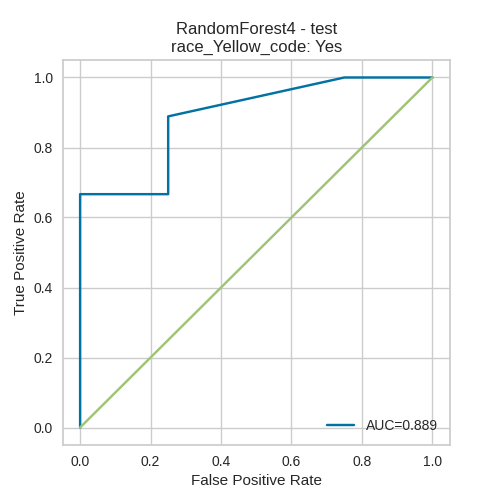 RandomForest4 - test
race_Yellow_code: Yes
True Positive Rate
1.0
0.8
0.6
0.4
0.2
0.0
AUC=0.889
0.0 0.2 0.4 0.6 0.8 1.0
False Positive Rate